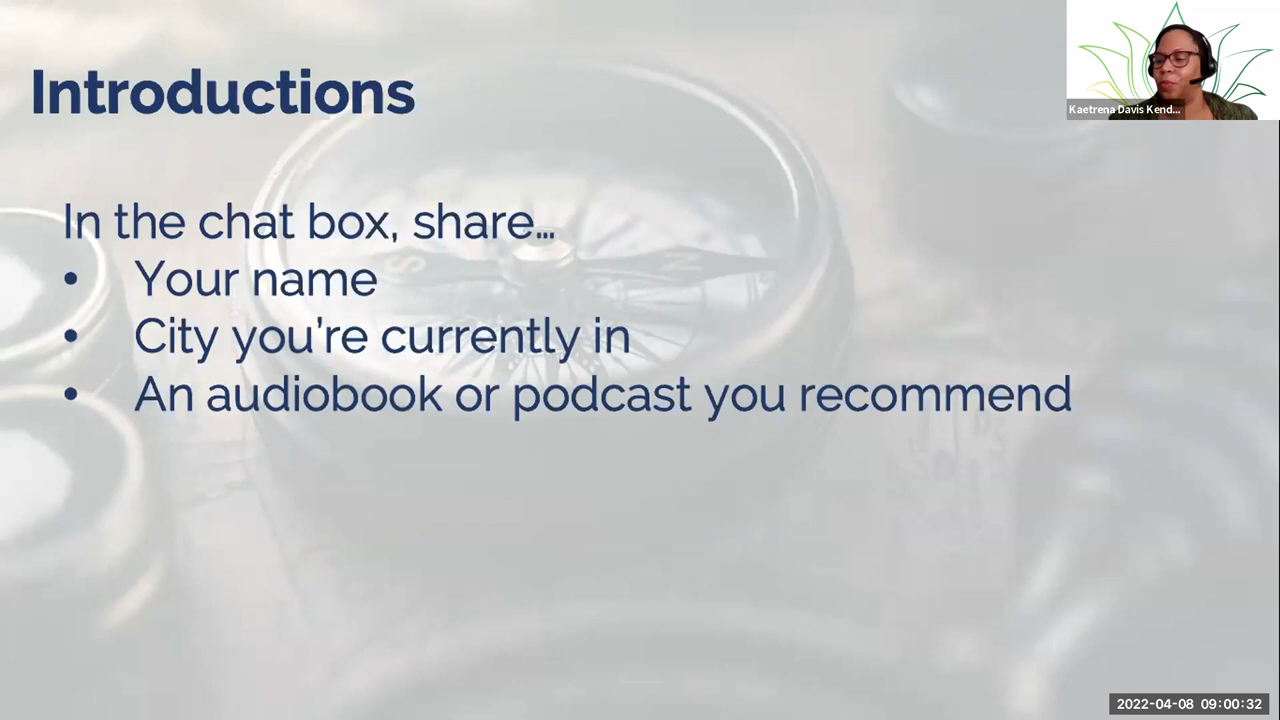 Introductions
In the chat box, share…
• Your name
• City you're currently in
• An audiobook or podcast you recommend
Kaetrena Davis Kend...
2022-04-08 09:00:32